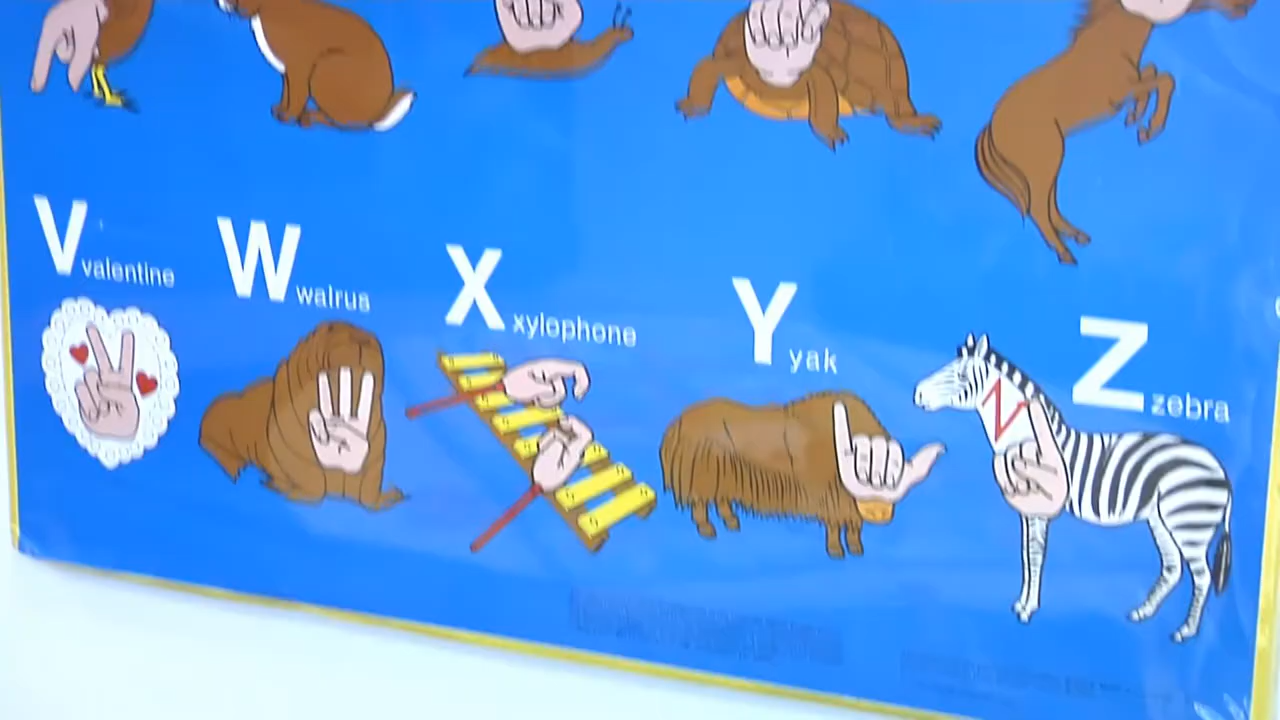 V valentine
W walrus
X xylophone
Y yak
Z zebra
Z